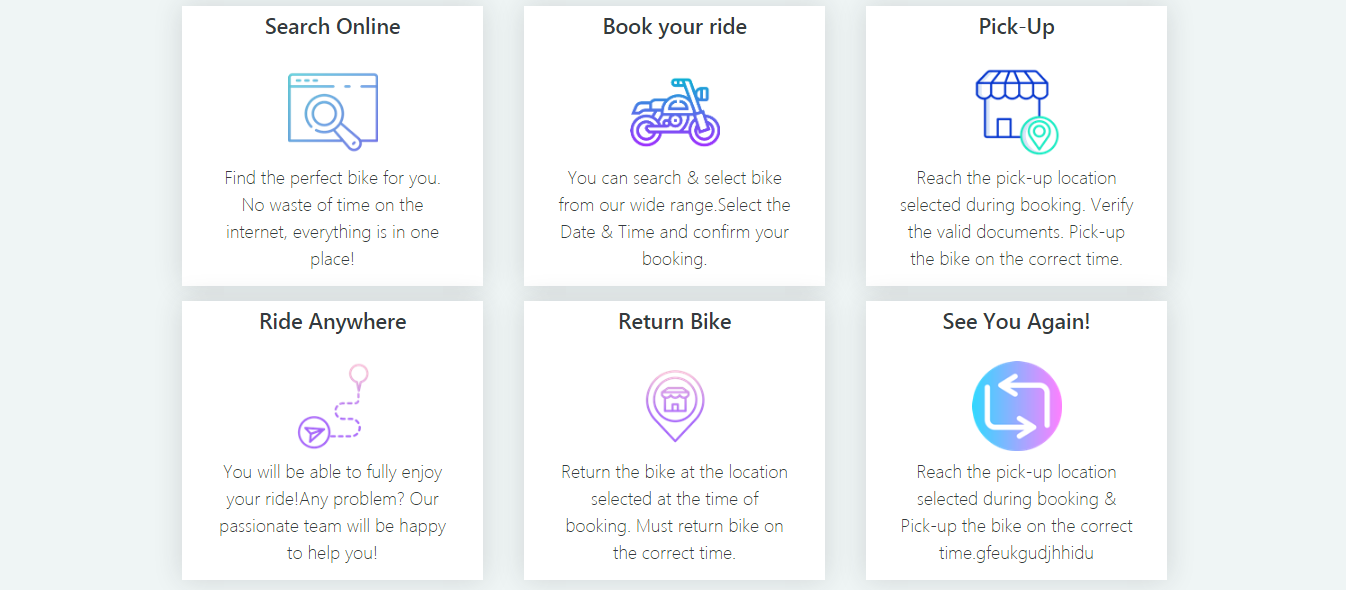 Search Online
Find the perfect bike for you.
No waste of time on the
internet, everything is in one
place!
Book your ride
You can search & select bike
from our wide range.Select the
Date & Time and confirm your
booking.
Pick-Up
Reach the pick-up location
selected during booking. Verify
the valid documents. Pick-up
the bike on the correct time.
Ride Anywhere
You will be able to fully enjoy
your ride!Any problem? Our
passionate team will be happy
to help you!
Return Bike
Return the bike at the location
selected at the time of
booking. Must return bike on
the correct time.
See You Again!
Reach the pick-up location
selected during booking &
Pick-up the bike on the correct
time.gfeukgudjhhidu